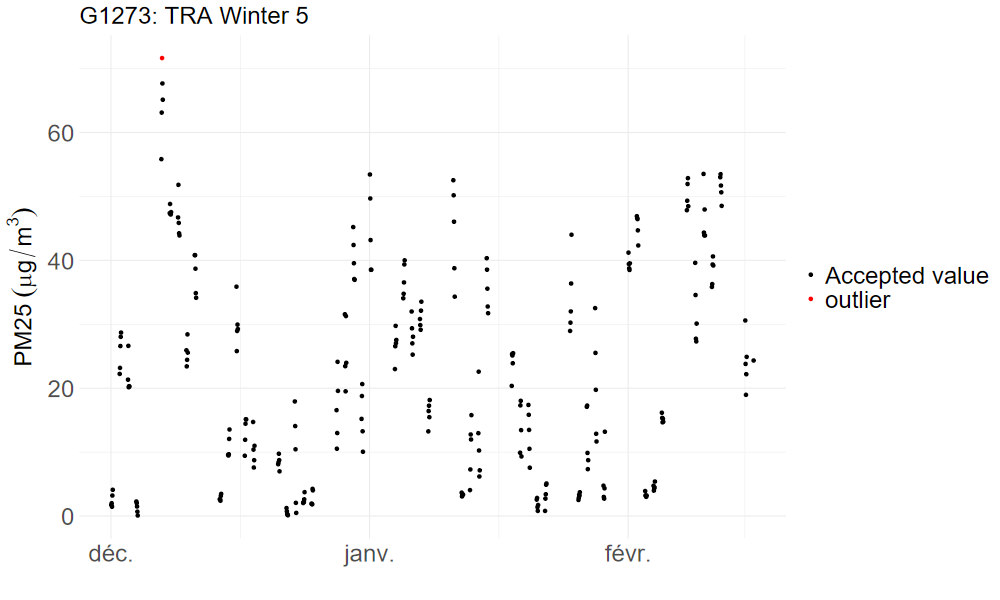 G1273: TRA Winter 5
PM25 (μg/m³)
60
40
20
0
déc.
janv.
févr.
Accepted value
outlier